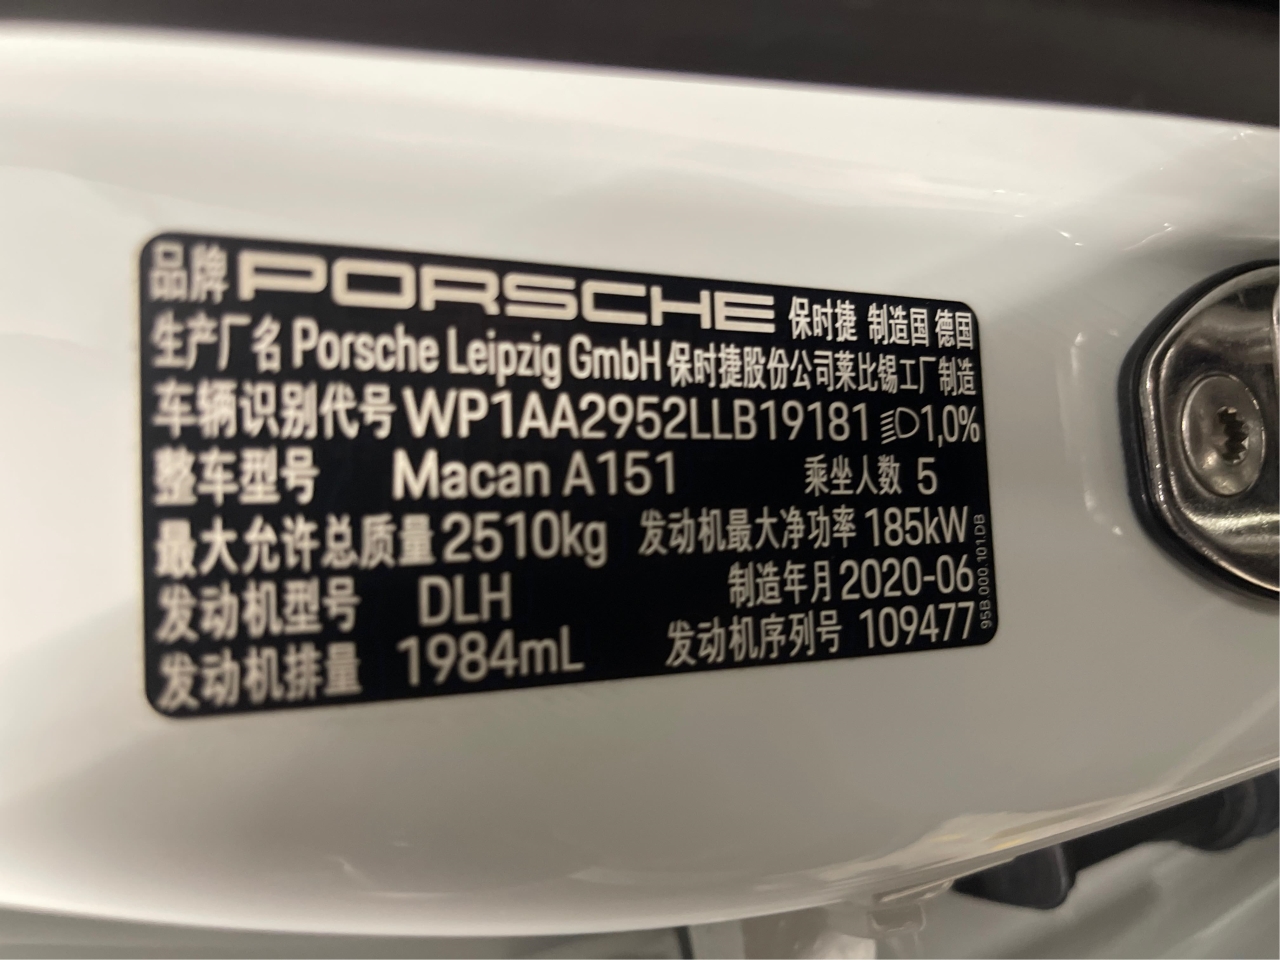 品牌 PORSCHE 保时捷 制造国 德国
生产厂名 Porsche Leipzig GmbH 保时捷股份公司莱比锡工厂制造
车辆识别代号 WP1AA2952LLB19181 1,0%
整车型号 Macan A151 乘坐人数 5
最大允许总质量 2510kg 发动机最大净功率 185kW
发动机型号 DLH 制造年月 2020-06
发动机排量 1984mL 发动机序列号 109477
95B.000.101.DB